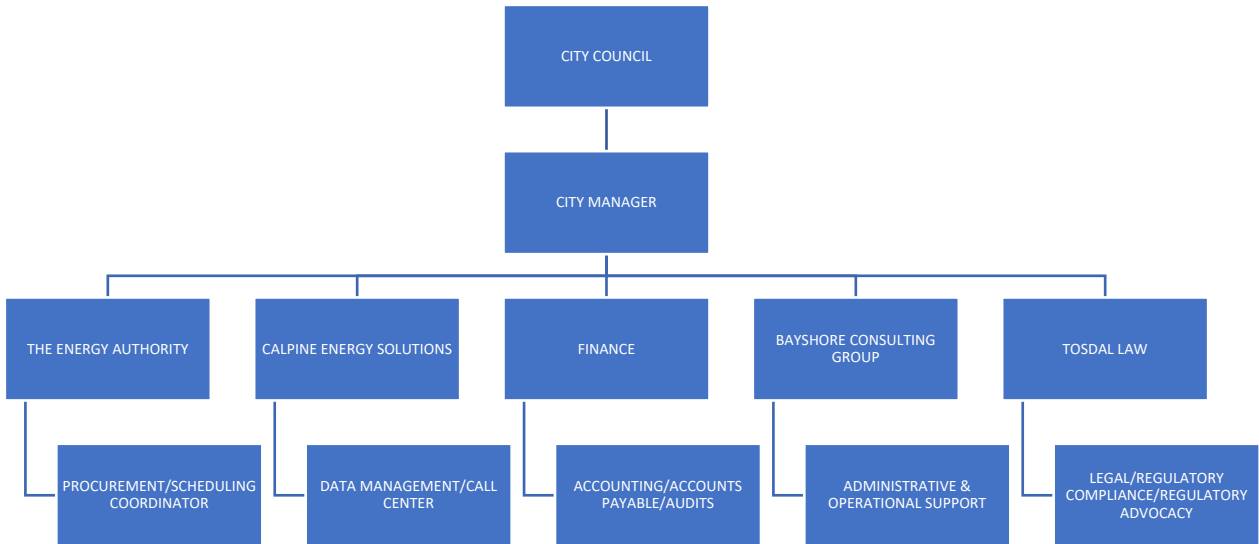 CITY COUNCIL
CITY MANAGER
THE ENERGY AUTHORITY
CALPINE ENERGY SOLUTIONS
FINANCE
BAYSHORE CONSULTING
GROUP
TOSDAL LAW
PROCUREMENT/SCHEDULING
COORDINATOR
DATA MANAGEMENT/CALL
CENTER
ACCOUNTING/ACCOUNTS
PAYABLE/AUDITS
ADMINISTRATIVE &
OPERATIONAL SUPPORT
LEGAL/REGULATORY
COMPLIANCE/REGULATORY
ADVOCACY